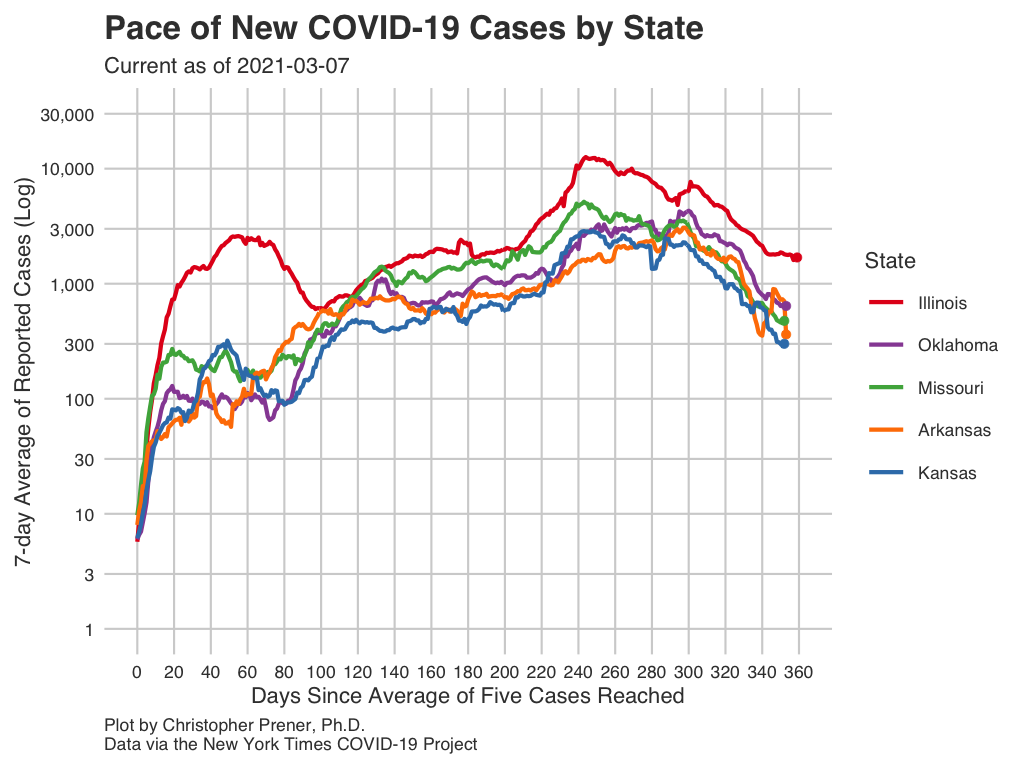 Pace of New COVID-19 Cases by State
Current as of 2021-03-07
7-day Average of Reported Cases (Log)
30,000
10,000
3,000
1,000
300
100
30
10
3
1
0 20 40 60 80 100 120 140 160 180 200 220 240 260 280 300 320 340 360
Days Since Average of Five Cases Reached
State
Illinois
Oklahoma
Missouri
Arkansas
Kansas
Plot by Christopher Prener, Ph.D.
Data via the New York Times COVID-19 Project